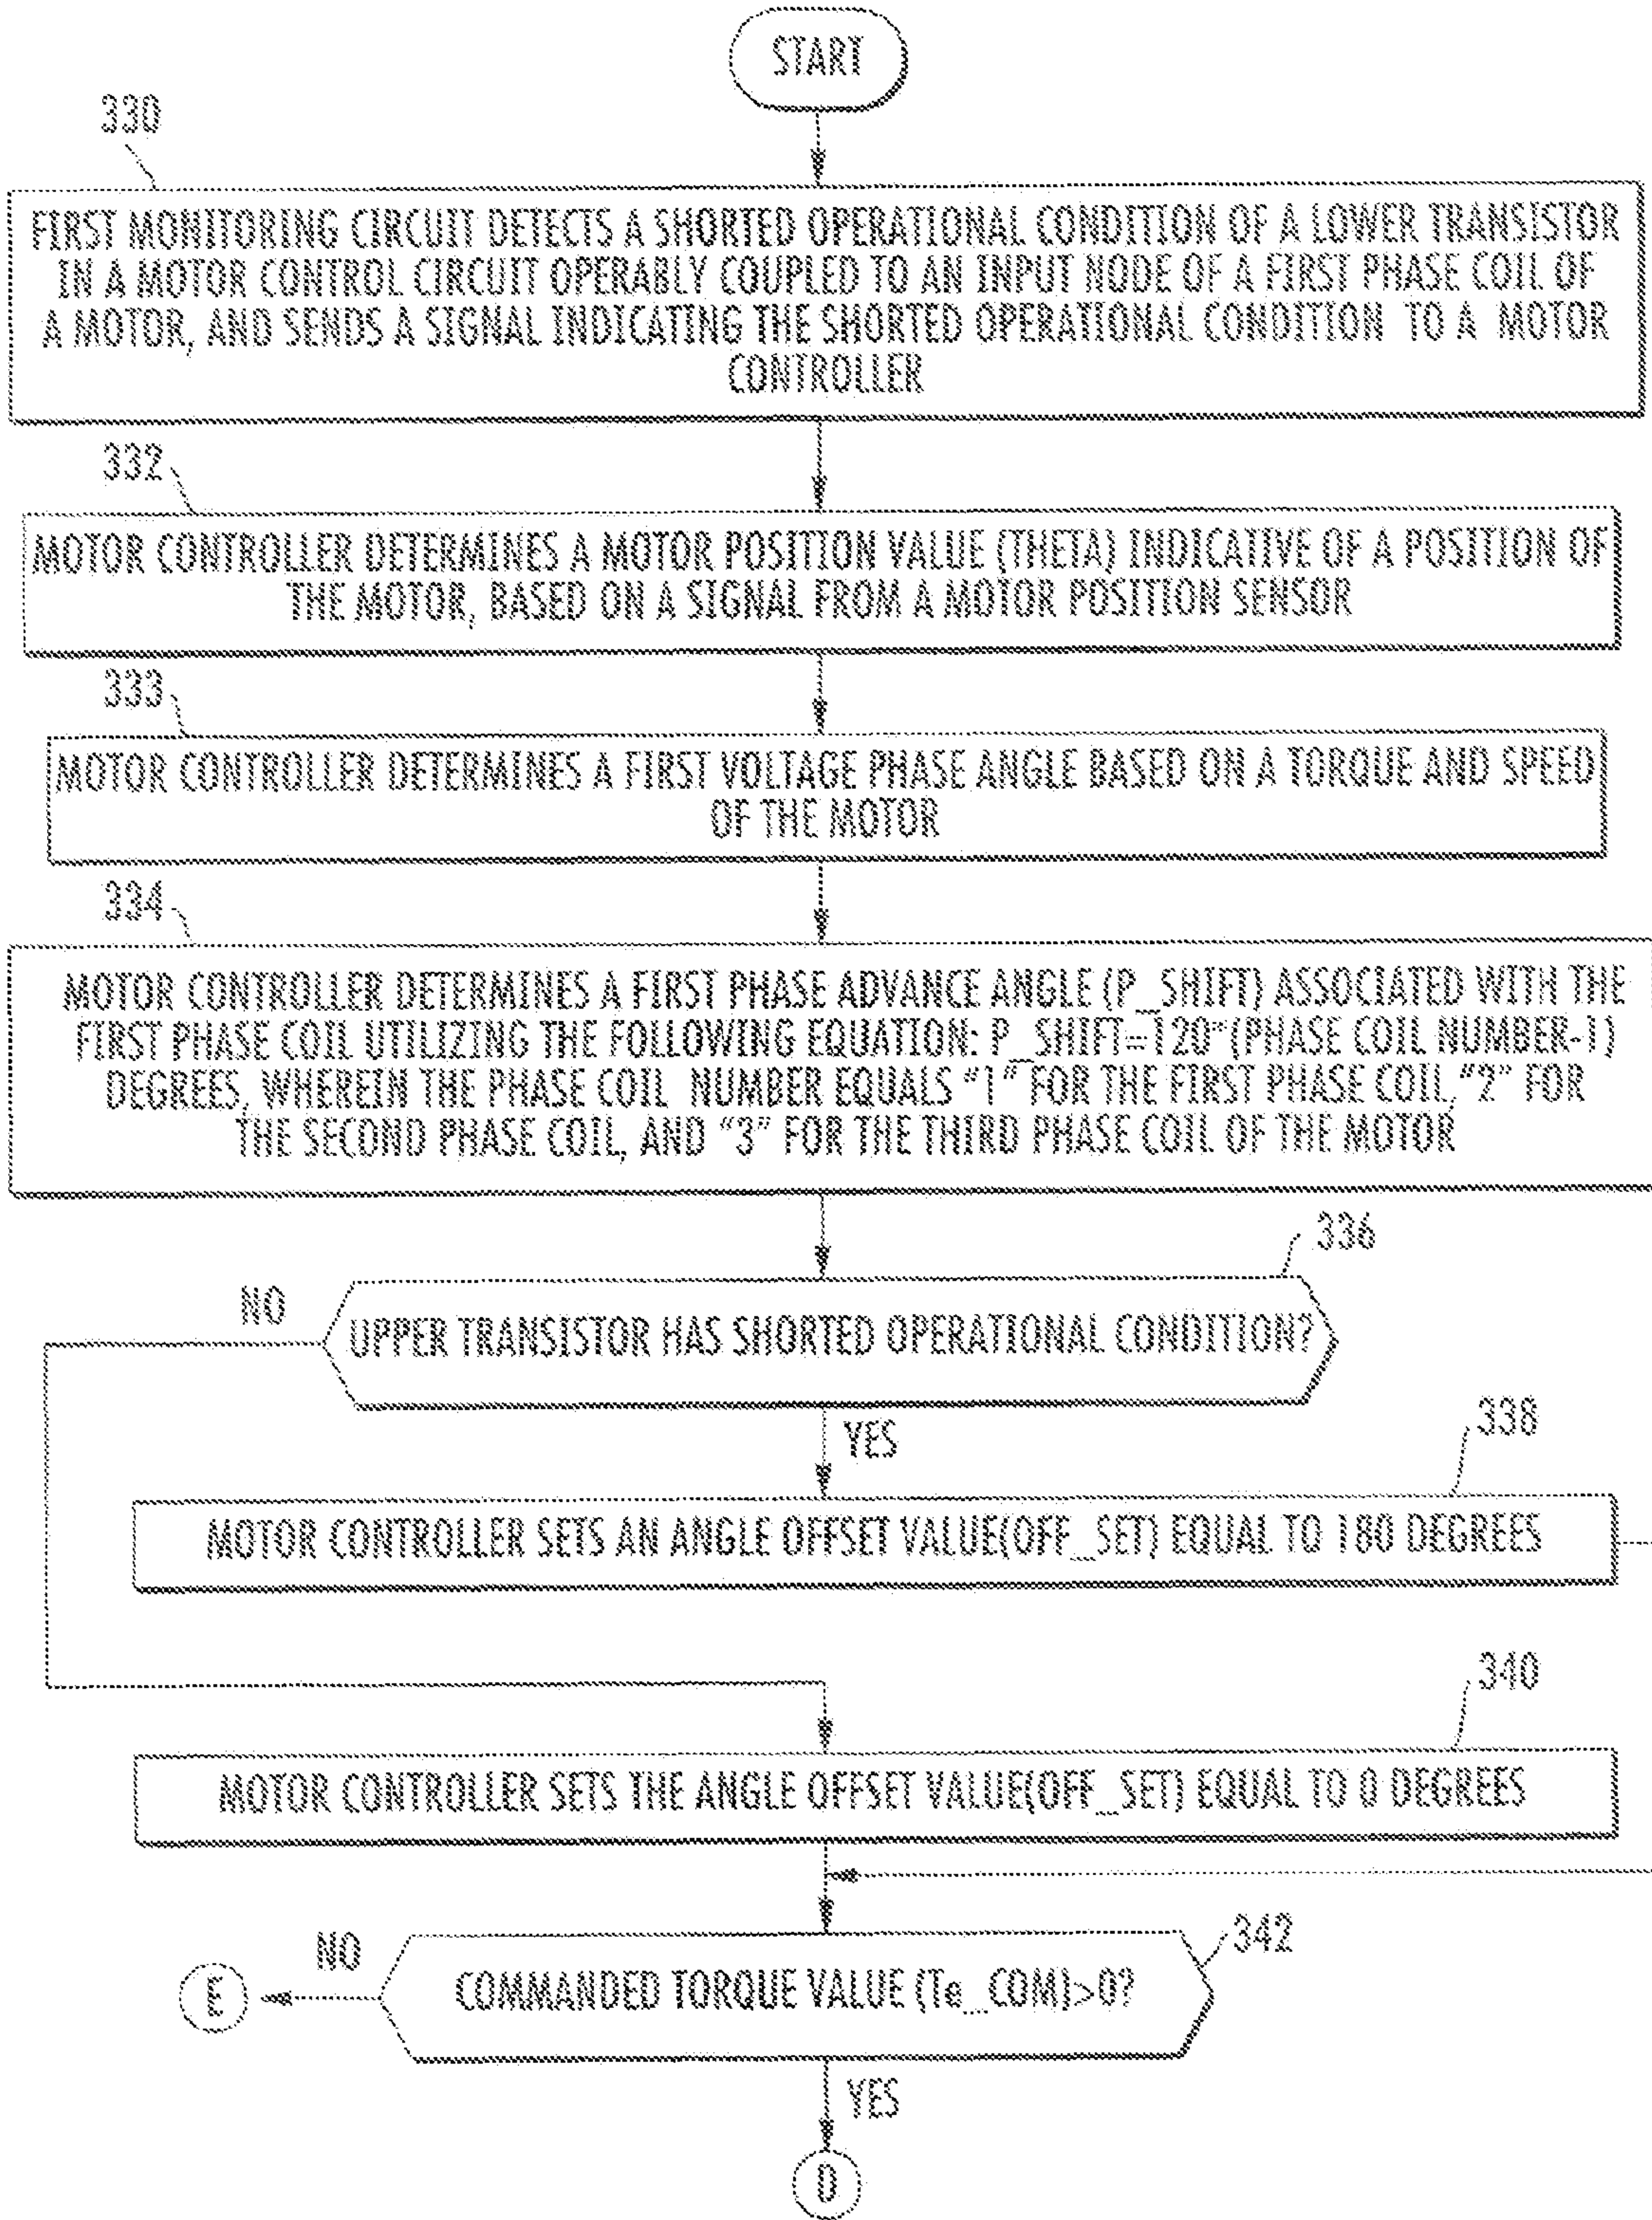 START
330
FIRST MONITORING CIRCUIT DETECTS A SHORTED OPERATIONAL CONDITION OF A LOWER TRANSISTOR
IN A MOTOR CONTROL CIRCUIT OPERABLY COUPLED TO AN INPUT NODE OF A FIRST PHASE COIL OF
A MOTOR, AND SENDS A SIGNAL INDICATING THE SHORTED OPERATIONAL CONDITION TO A MOTOR
CONTROLLER
332
MOTOR CONTROLLER DETERMINES A MOTOR POSITION VALUE (THETA) INDICATIVE OF A POSITION OF
THE MOTOR, BASED ON A SIGNAL FROM A MOTOR POSITION SENSOR
333
MOTOR CONTROLLER DETERMINES A FIRST VOLTAGE PHASE ANGLE BASED ON A TORQUE AND SPEED
OF THE MOTOR
334
MOTOR CONTROLLER DETERMINES A FIRST PHASE ADVANCE ANGLE (P_SHIFT) ASSOCIATED WITH THE
FIRST PHASE COIL UTILIZING THE FOLLOWING EQUATION: P_SHIFT=120*(PHASE COIL NUMBER-1)
DEGREES, WHEREIN THE PHASE COIL NUMBER EQUALS "1" FOR THE FIRST PHASE COIL, "2" FOR
THE SECOND PHASE COIL, AND "3" FOR THE THIRD PHASE COIL OF THE MOTOR
336
NO
UPPER TRANSISTOR HAS SHORTED OPERATIONAL CONDITION?
YES
338
MOTOR CONTROLLER SETS AN ANGLE OFFSET VALUE(OFF_SET) EQUAL TO 180 DEGREES
340
MOTOR CONTROLLER SETS THE ANGLE OFFSET VALUE(OFF_SET) EQUAL TO 0 DEGREES
342
NO
E
COMMANDED TORQUE VALUE (Te_COM)>0?
YES
D